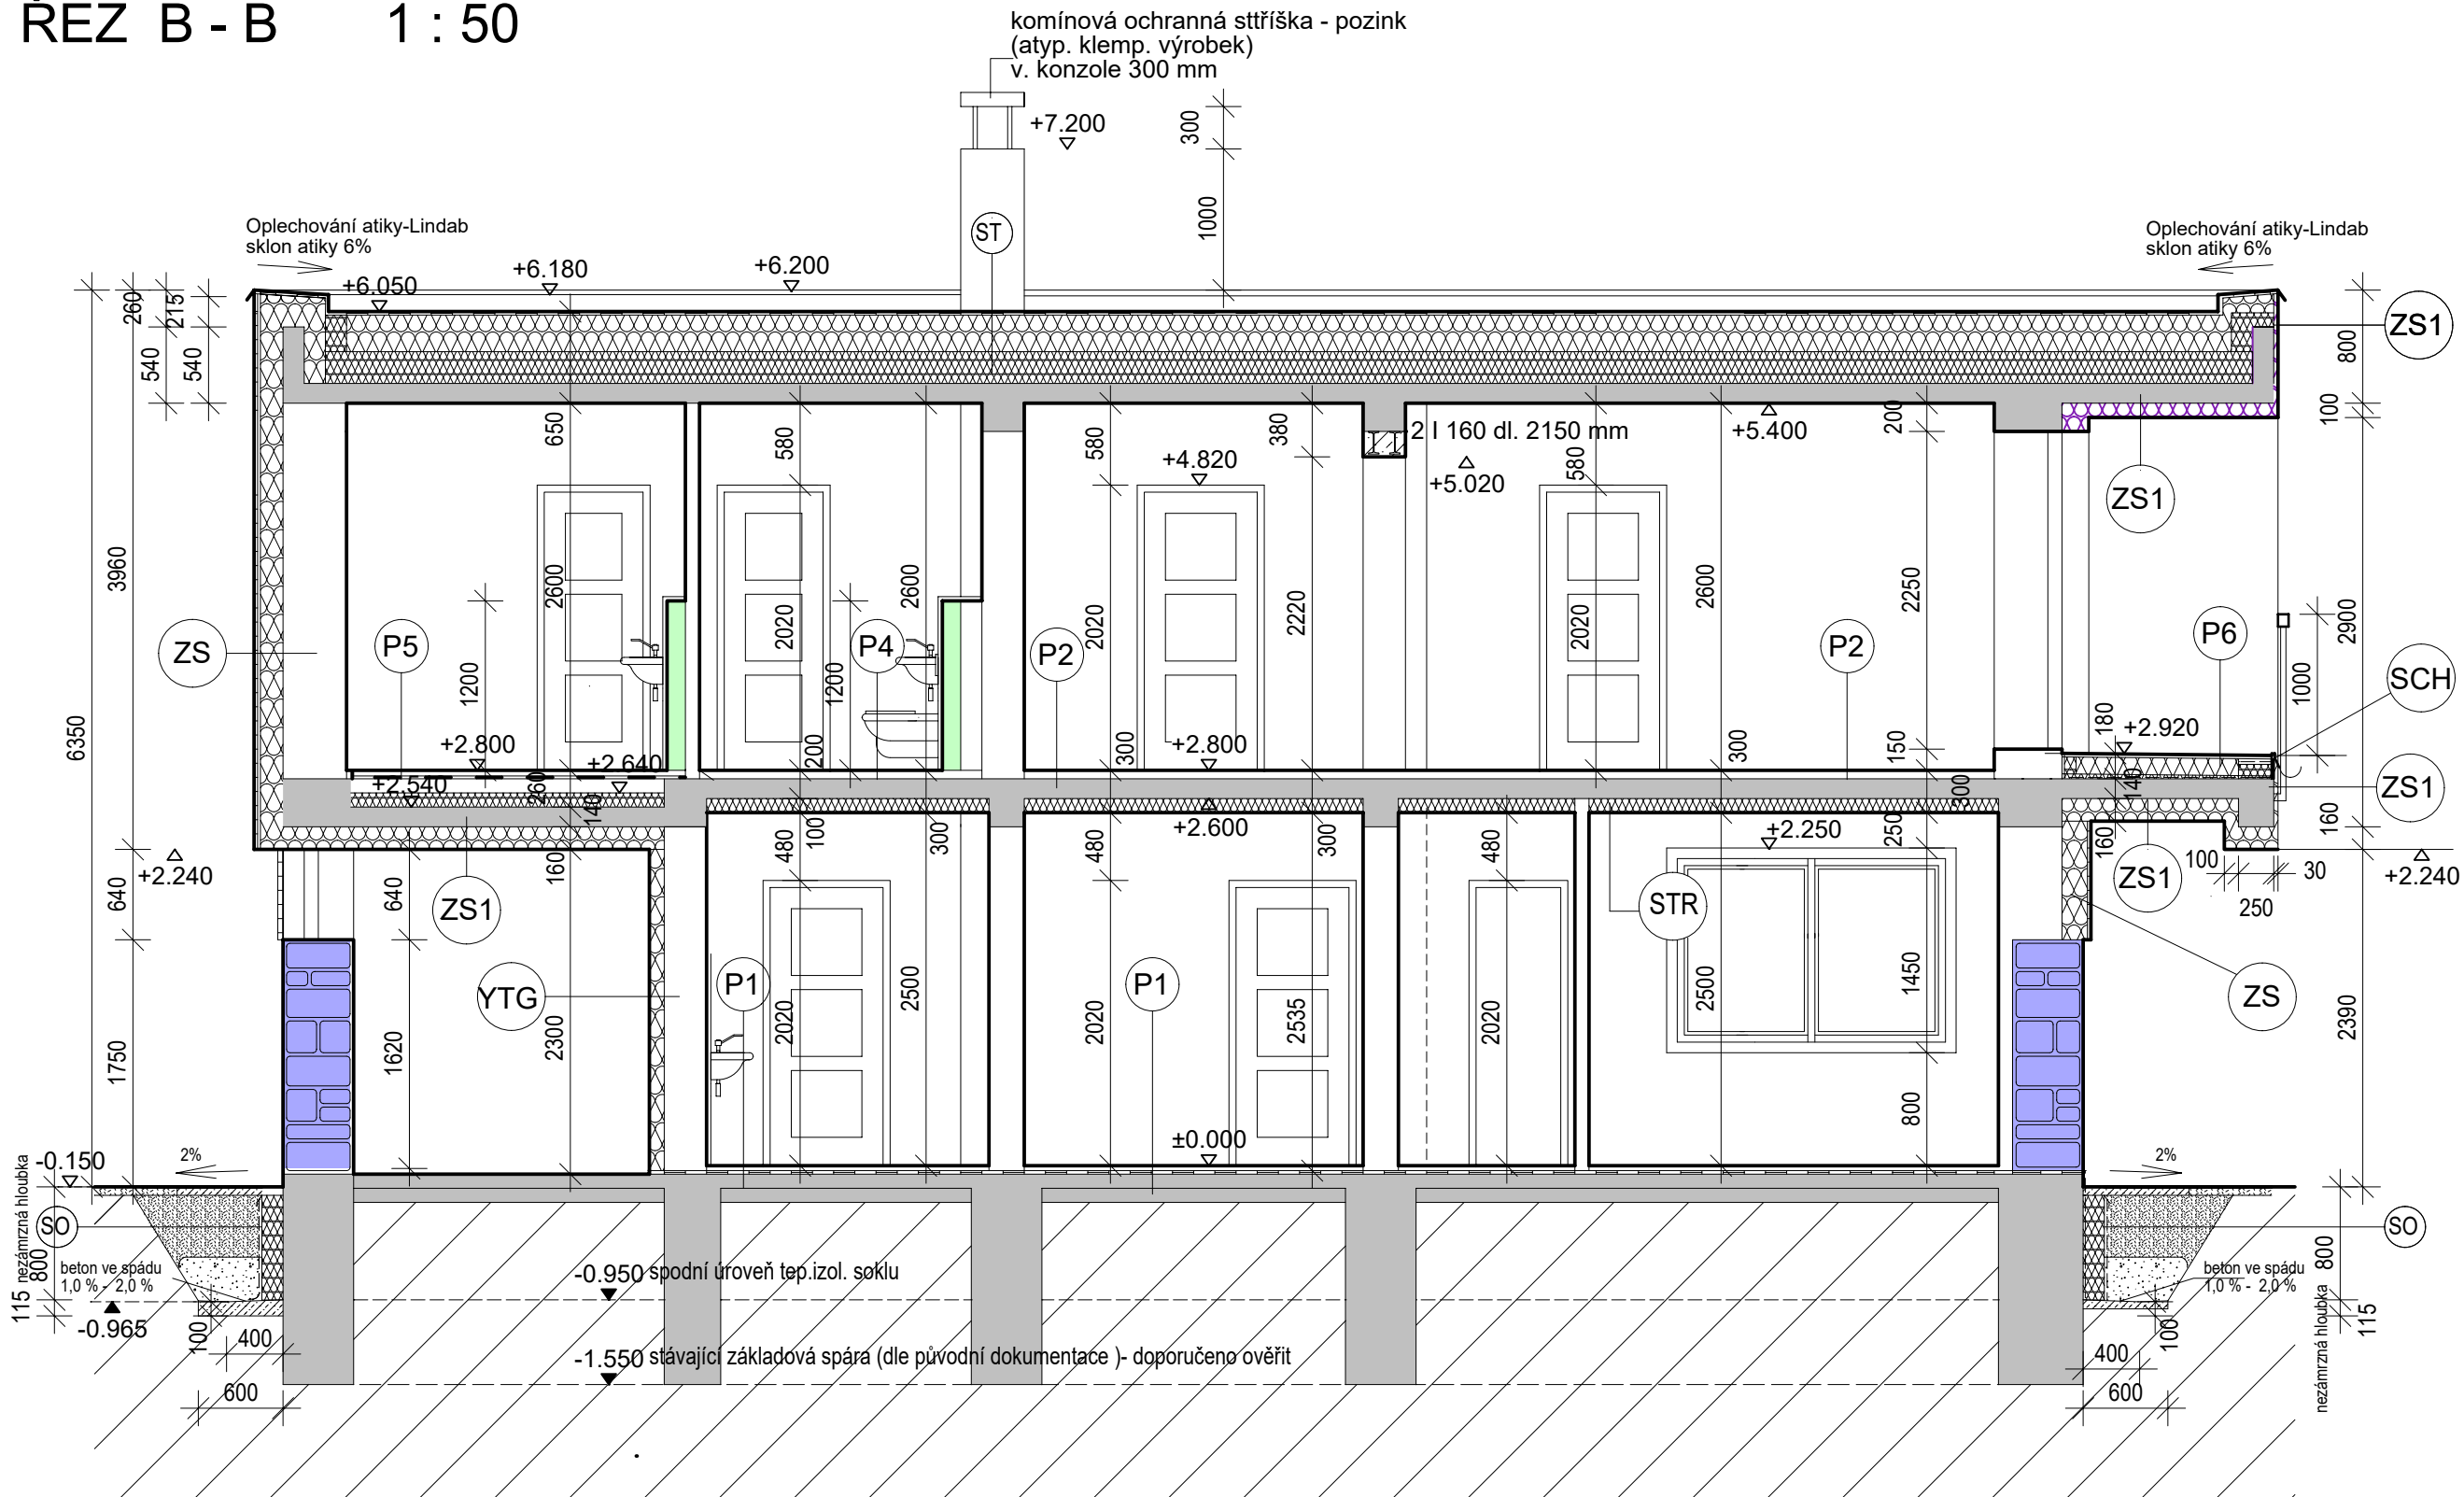 ŘEZ B - B 1 : 50
komínová ochranná sttříška - pozink
(atyp. klemp. výrobek)
v. konzole 300 mm
+7.200
300
1000
Oplechování atiky-Lindab
sklon atiky 6%
ST
Oplechování atiky-Lindab
sklon atiky 6%
+6.050
+6.180
+6.200
260
215
540
540
ZS1
800
100
650
580
580
380
2 I 160 dl. 2150 mm
+5.400
200
+4.820
+5.020
580
ZS1
3960
2600
2600
2020
2020
2220
2020
2600
2250
2900
ZS
P5
P4
P2
P2
P6
1200
1200
SCH
1000
6350
+2.800
200
300
+2.800
300
150
180
+2.920
+2.540
260
+2.640
140
300
140
ZS1
+2.600
+2.250
250
160
160
+2.240
640
640
160
480
100
300
480
300
480
ZS1
100
30
250
+2.240
ZS1
STR
YTG
P1
P1
ZS
1750
1620
2300
2020
2500
2020
2535
2020
2500
1450
800
2390
±0.000
-0.150
2%
2%
nezámrzná hloubka
SO
SO
800
115
beton ve spádu
1,0 % - 2,0 %
-0.965
100
400
600
-0.950 spodní úroveň tep.izol. soklu
-1.550 stávající základová spára (dle původní dokumentace )- doporučeno ověřit
beton ve spádu
1,0 % - 2,0 %
800
115
nezámrzná hloubka
100
400
600